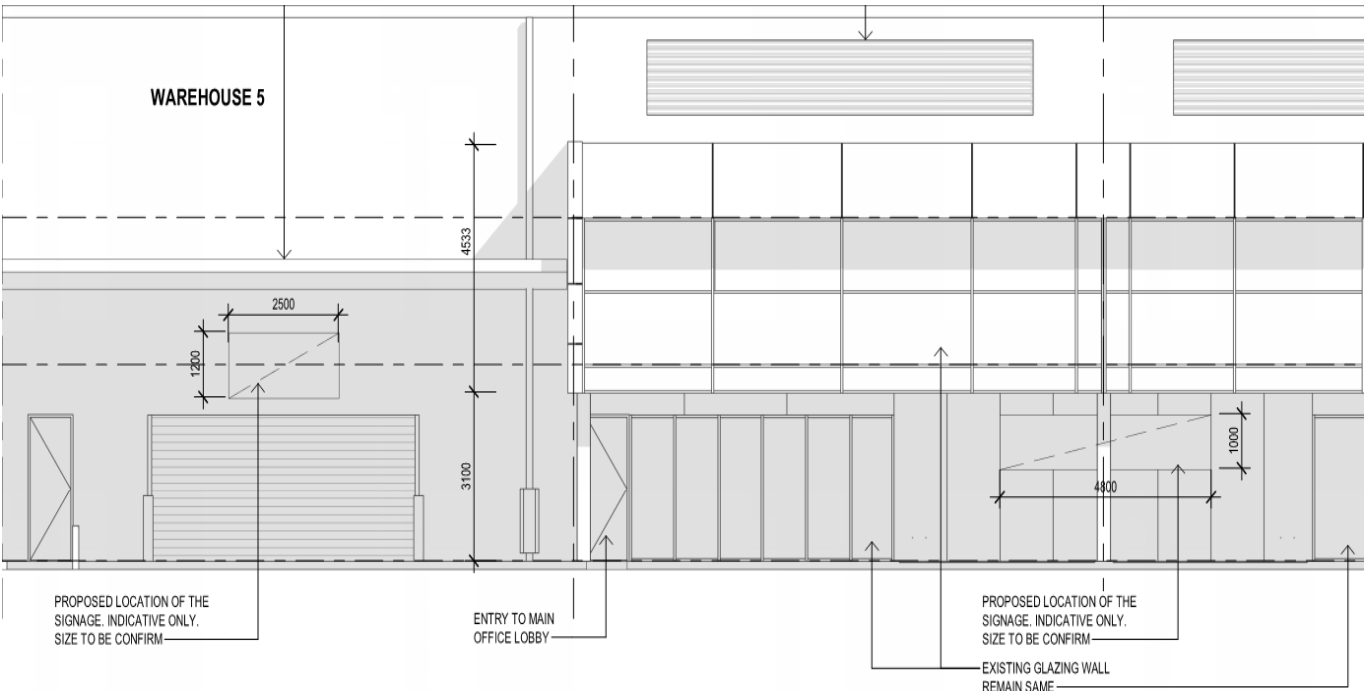 WAREHOUSE 5
4533
2500
1200
3100
1000
4800
PROPOSED LOCATION OF THE
SIGNAGE. INDICATIVE ONLY.
SIZE TO BE CONFIRM
ENTRY TO MAIN
OFFICE LOBBY
PROPOSED LOCATION OF THE
SIGNAGE. INDICATIVE ONLY.
SIZE TO BE CONFIRM
EXISTING GLAZING WALL
REMAIN SAME